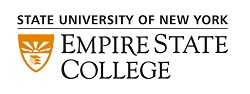 STATE UNIVERSITY OF NEW YORK
EMPIRE STATE
COLLEGE